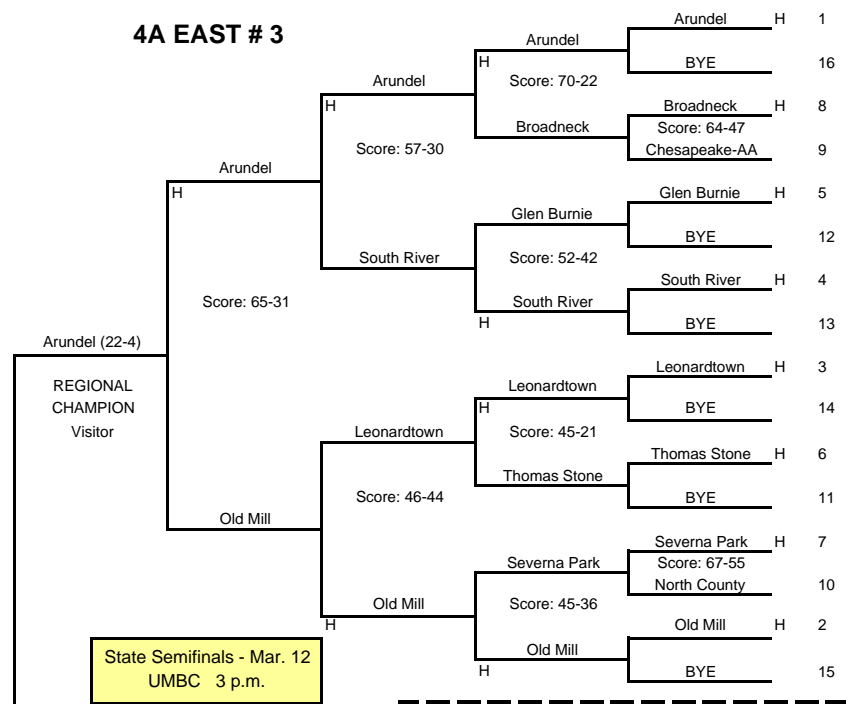 Arundel H 1
4A EAST # 3
Arundel
H BYE 16
Arundel Score: 70-22
H Broadneck H 8
Broadneck Score: 64-47
Score: 57-30 Chesapeake-AA 9
Arundel
H Glen Burnie H 5
Glen Burnie
BYE 12
South River Score: 52-42
South River H 4
Score: 65-31 South River
H BYE 13
Arundel (22-4)
Leonardtown H 3
REGIONAL Leonardtown
CHAMPION H BYE 14
Visitor Leonardtown Score: 45-21
Thomas Stone H 6
Thomas Stone
Score: 46-44 BYE 11
Old Mill
Severna Park H 7
Severna Park Score: 67-55
North County 10
Old Mill Score: 45-36
H Old Mill H 2
State Semifinals - Mar. 12 Old Mill
UMBC 3 p.m. H BYE 15